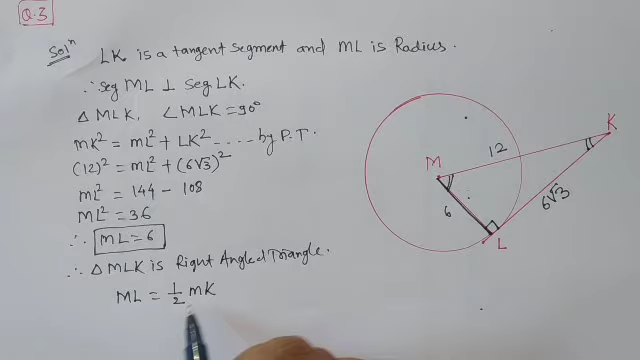 Q.3
Solⁿ LK is a tangent segment and ML is Radius.
∴ seg ML ⊥ seg LK.
Δ MLK, ∠MLK = 90°
MK² = ML² + LK² .... by P.T.
(12)² = ML² + (6√3)²
ML² = 144 - 108
ML² = 36
∴ ML = 6
∴ Δ MLK is Right Angled Triangle.
ML = 1/2 MK
K
12
M
6√3
6
L